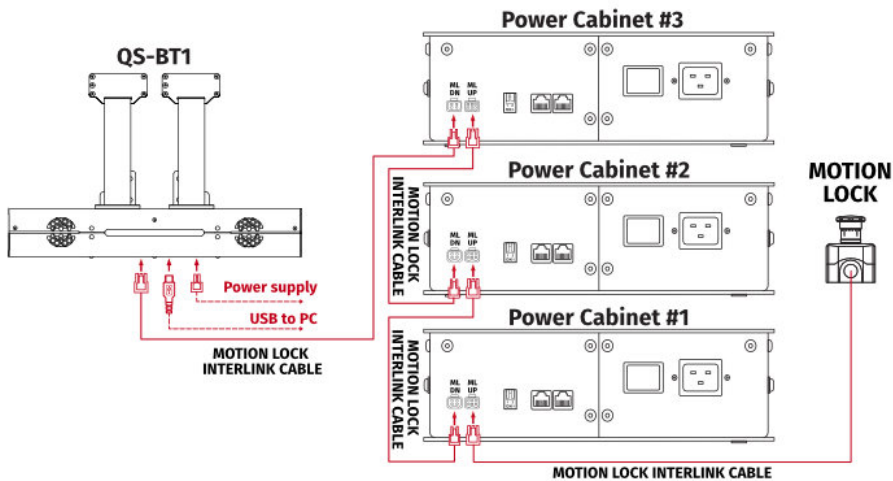 Power Cabinet #3
QS-BT1
ML DN
ML UP
Power Cabinet #2
MOTION LOCK
MOTION LOCK
INTERLINK CABLE
ML DN
ML UP
Power supply
USB to PC
MOTION LOCK
INTERLINK CABLE
Power Cabinet #1
MOTION LOCK
INTERLINK CABLE
ML DN
ML UP
MOTION LOCK INTERLINK CABLE